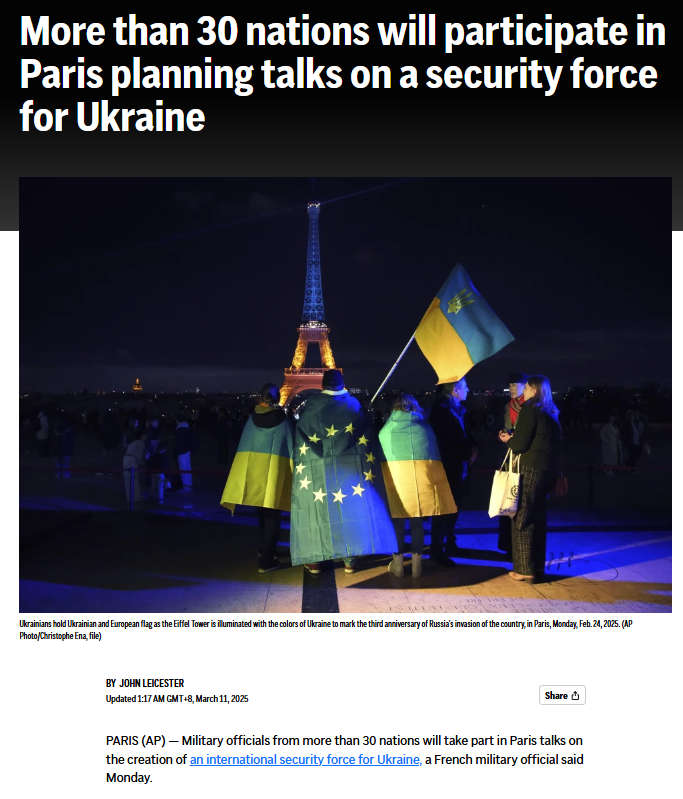 More than 30 nations will participate in
Paris planning talks on a security force
for Ukraine
Ukrainians hold Ukrainian and European flag as the Eiffel Tower is illuminated with the colors of Ukraine to mark the third anniversary of Russia's invasion of the country, in Paris, Monday, Feb. 24, 2025. (AP
Photo/Christophe Ena, file)
BY JOHN LEICESTER
Updated 1:17 AM GMT+8, March 11, 2025
Share
PARIS (AP) — Military officials from more than 30 nations will take part in Paris talks on
the creation of an international security force for Ukraine, a French military official said
Monday.